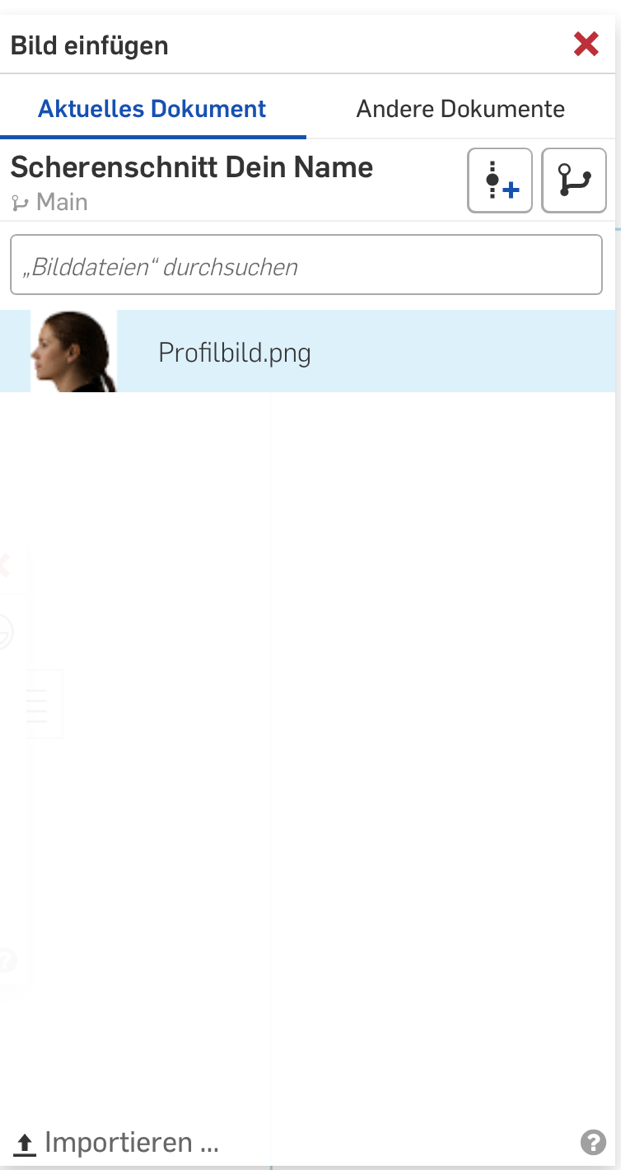 Bild einfügen
Aktuelles Dokument
Andere Dokumente
Scherenschnitt Dein Name
Main
„Bilddateien“ durchsuchen
Profilbild.png
Importieren ...
?